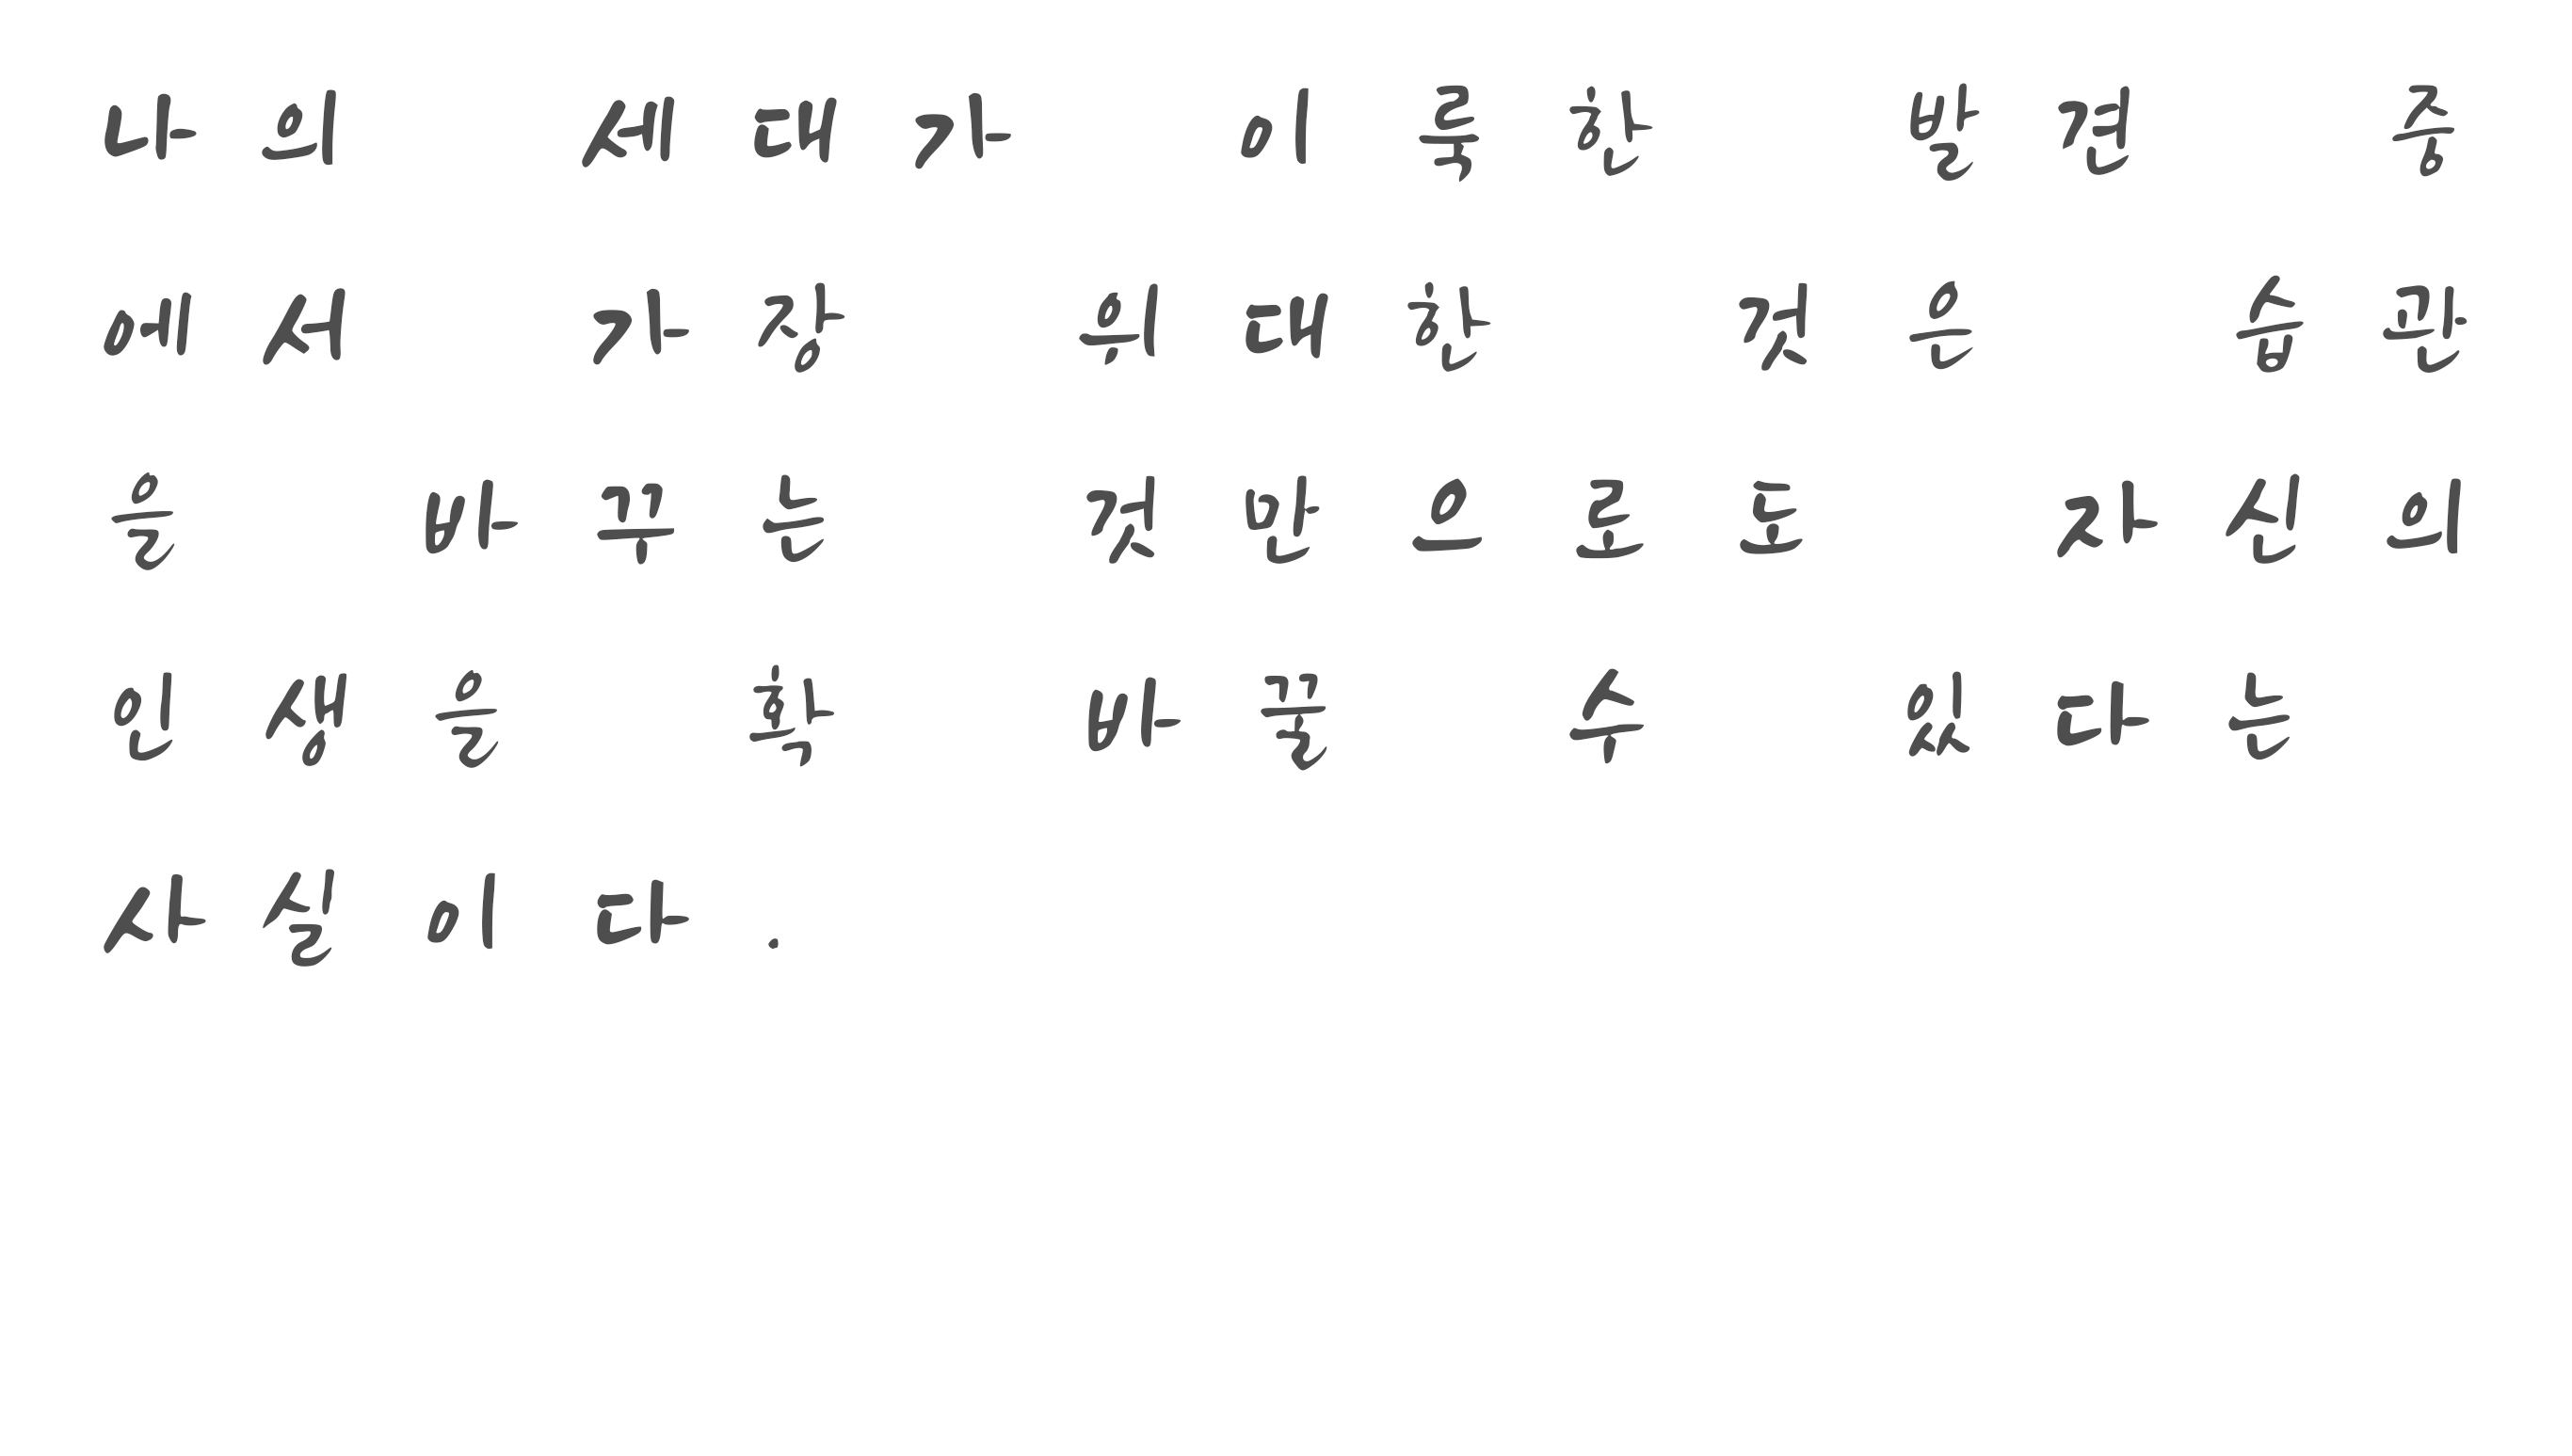 나의 세대가 이룩한 발견 중
에서 가장 위대한 것은 습관
을 바꾸는 것만으로도 자신의
인생을 확 바꿀 수 있다는
사실이다.